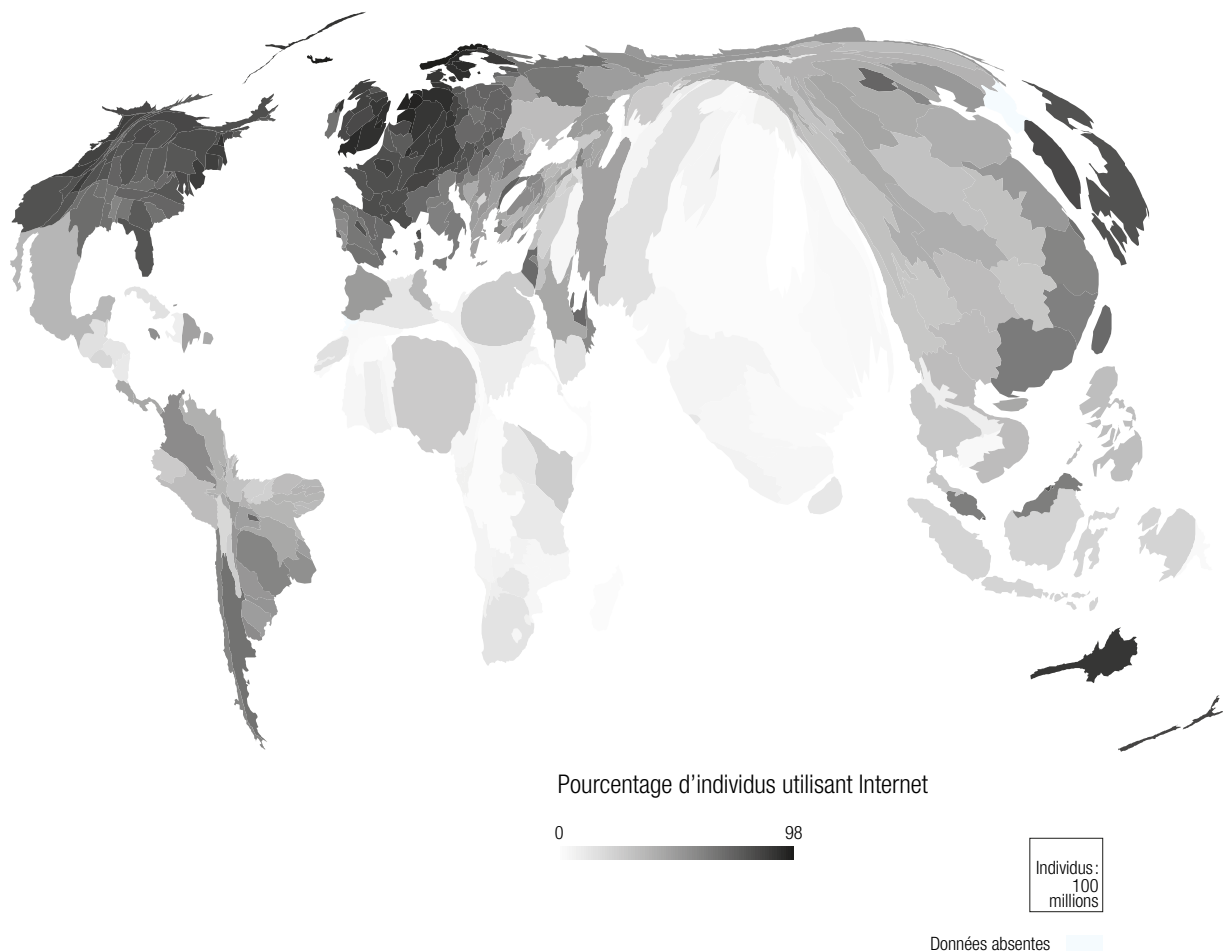 Pourcentage d'individus utilisant Internet
0 98
Individus :
100
millions
Données absentes